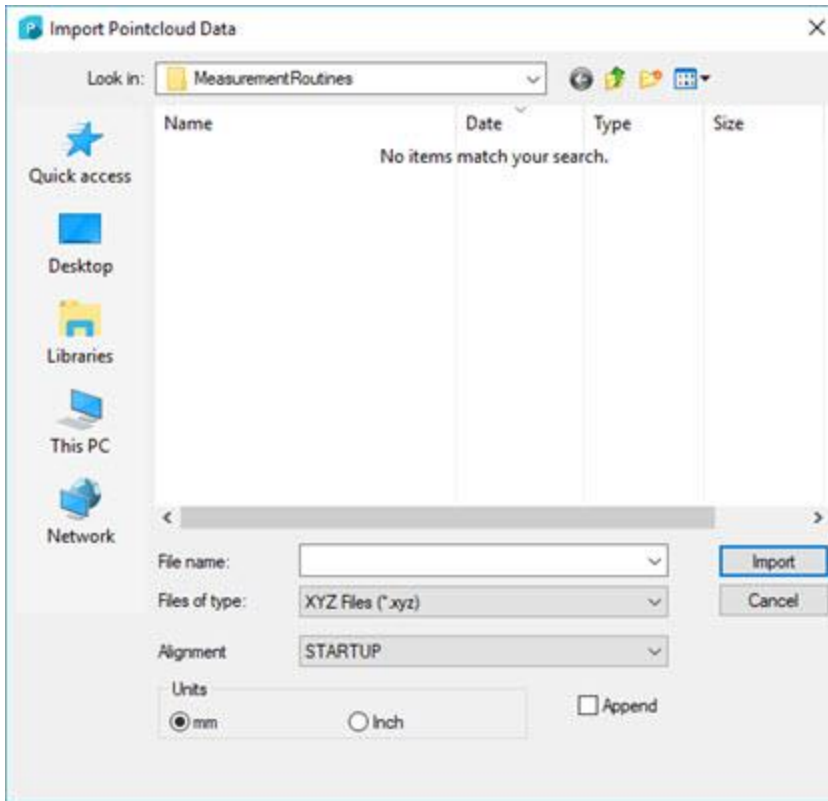 Import Pointcloud Data
Look in: MeasurementRoutines
Name Date Type Size
No items match your search.
Quick access
Desktop
Libraries
This PC
Network
File name: Import
Files of type: XYZ Files (*.xyz) Cancel
Alignment STARTUP
Units
mm Inch Append